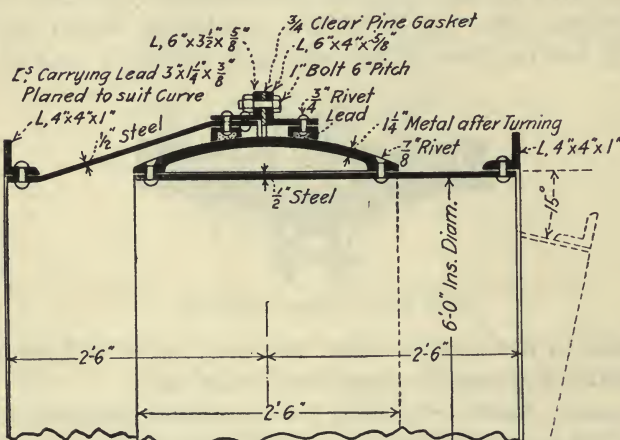 ¾ Clear Pine Gasket
L, 6"x3½"x⅝"
L, 6"x4"x⅝"
1" Bolt 6" Pitch
[ˢ Carrying Lead 3"x1¼"x⅜"
Planed to suit Curve
L, 4"x4"x1"
½" Steel
¾" Rivet
Lead
1¼" Metal after Turning
⅞" Rivet
L, 4"x4"x1"
½" Steel
15°
6'-0" Ins. Diam.
2'-6"
2'-6"
2'-6"